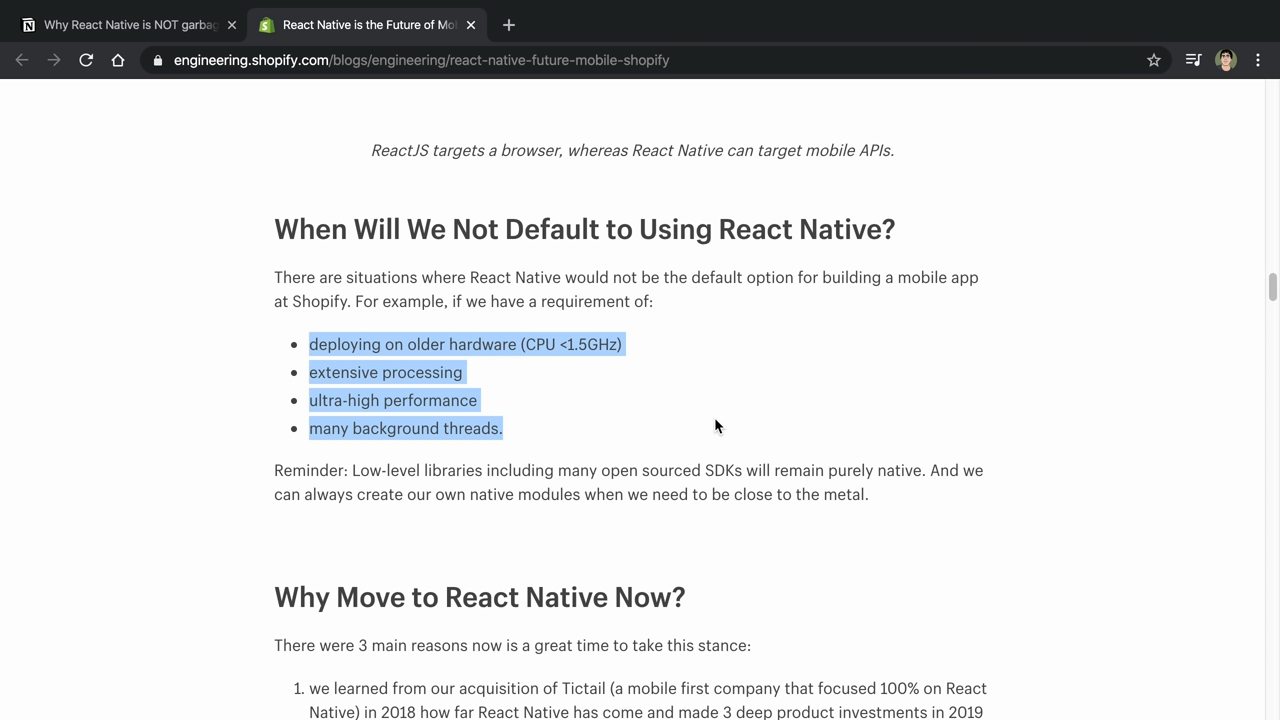 Why React Native is NOT garbag
React Native is the Future of Mo
engineering.shopify.com/blogs/engineering/react-native-future-mobile-shopify
ReactJS targets a browser, whereas React Native can target mobile APIs.
When Will We Not Default to Using React Native?
There are situations where React Native would not be the default option for building a mobile app
at Shopify. For example, if we have a requirement of:
• deploying on older hardware (CPU <1.5GHz)
• extensive processing
• ultra-high performance
• many background threads.
Reminder: Low-level libraries including many open sourced SDKs will remain purely native. And we
can always create our own native modules when we need to be close to the metal.
Why Move to React Native Now?
There were 3 main reasons now is a great time to take this stance:
1. we learned from our acquisition of Tictail (a mobile first company that focused 100% on React
Native) in 2018 how far React Native has come and made 3 deep product investments in 2019